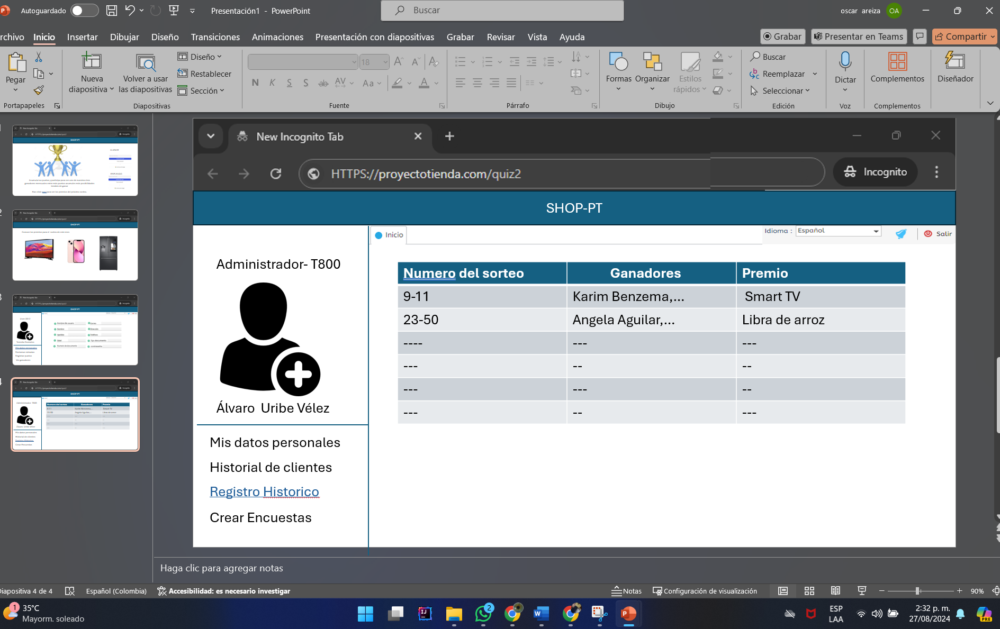 Autoguardado
Presentación1 - PowerPoint
Buscar
oscar areiza
OA
rchivo
Inicio
Insertar
Dibujar
Diseño
Transiciones
Animaciones
Presentación con diapositivas
Grabar
Revisar
Vista
Ayuda
Grabar
Presentar en Teams
Compartir
Pegar
Portapapeles
Nueva
diapositiva
Volver a usar
las diapositivas
Diseño
Restablecer
Sección
Diapositivas
18
N K S S ab AV Aa A
Fuente
Párrafo
Formas
Organizar
Estilos
rápidos
Dibujo
Buscar
Reemplazar
Seleccionar
Edición
Dictar
Voz
Complementos
Complementos
Diseñador
New Incognito Tab
HTTPS://proyectotienda.com/quiz2
Incognito
SHOP-PT
Inicio
Idioma :
Español
Salir
Administrador- T800
Álvaro Uribe Vélez
Mis datos personales
Historial de clientes
Registro Historico
Crear Encuestas
Numero del sorteo Ganadores Premio
9-11 Karim Benzema,... Smart TV
23-50 Angela Aguilar,... Libra de arroz
---- --- ---
--- -- --
--- --- --
--- -- ---
Haga clic para agregar notas
iapositiva 4 de 4
Español (Colombia)
Accesibilidad: es necesario investigar
Notas
Configuración de visualización
90%
1
35°C
Mayorm. soleado
2
ESP
LAA
2:32 p. m.
27/08/2024
PRE